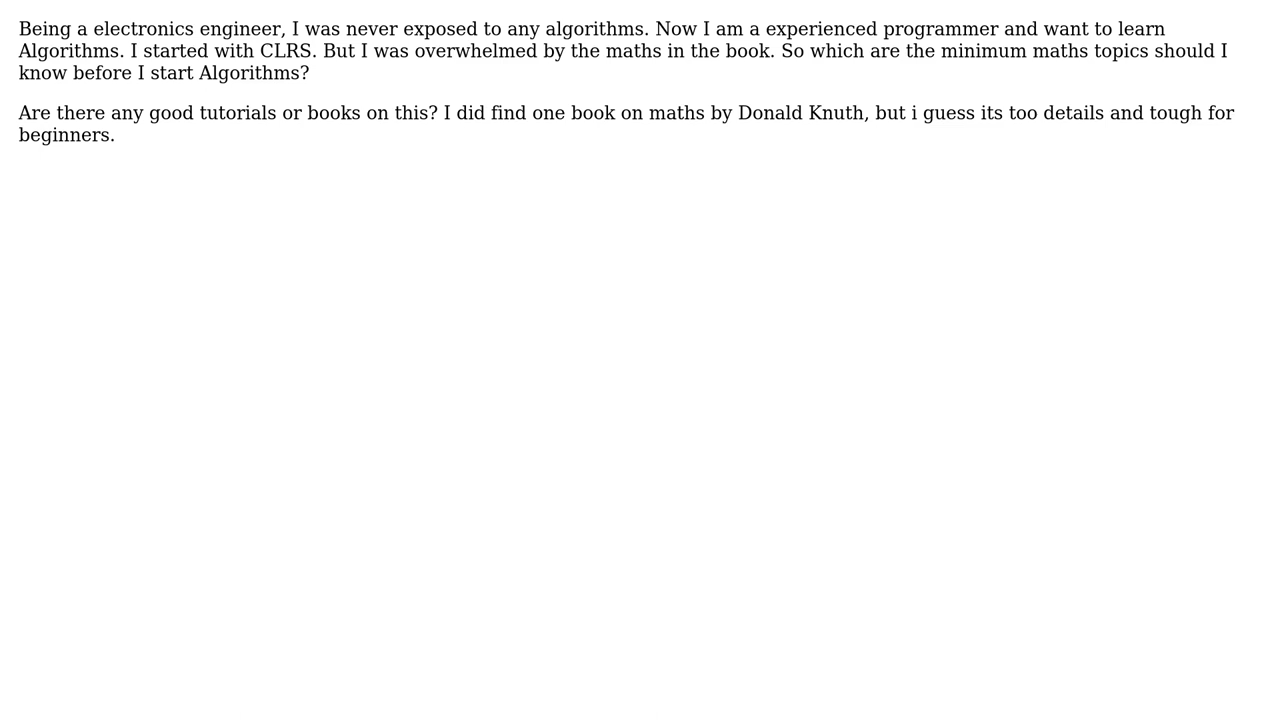 Being a electronics engineer, I was never exposed to any algorithms. Now I am a experienced programmer and want to learn
Algorithms. I started with CLRS. But I was overwhelmed by the maths in the book. So which are the minimum maths topics should I
know before I start Algorithms?
Are there any good tutorials or books on this? I did find one book on maths by Donald Knuth, but i guess its too details and tough for
beginners.